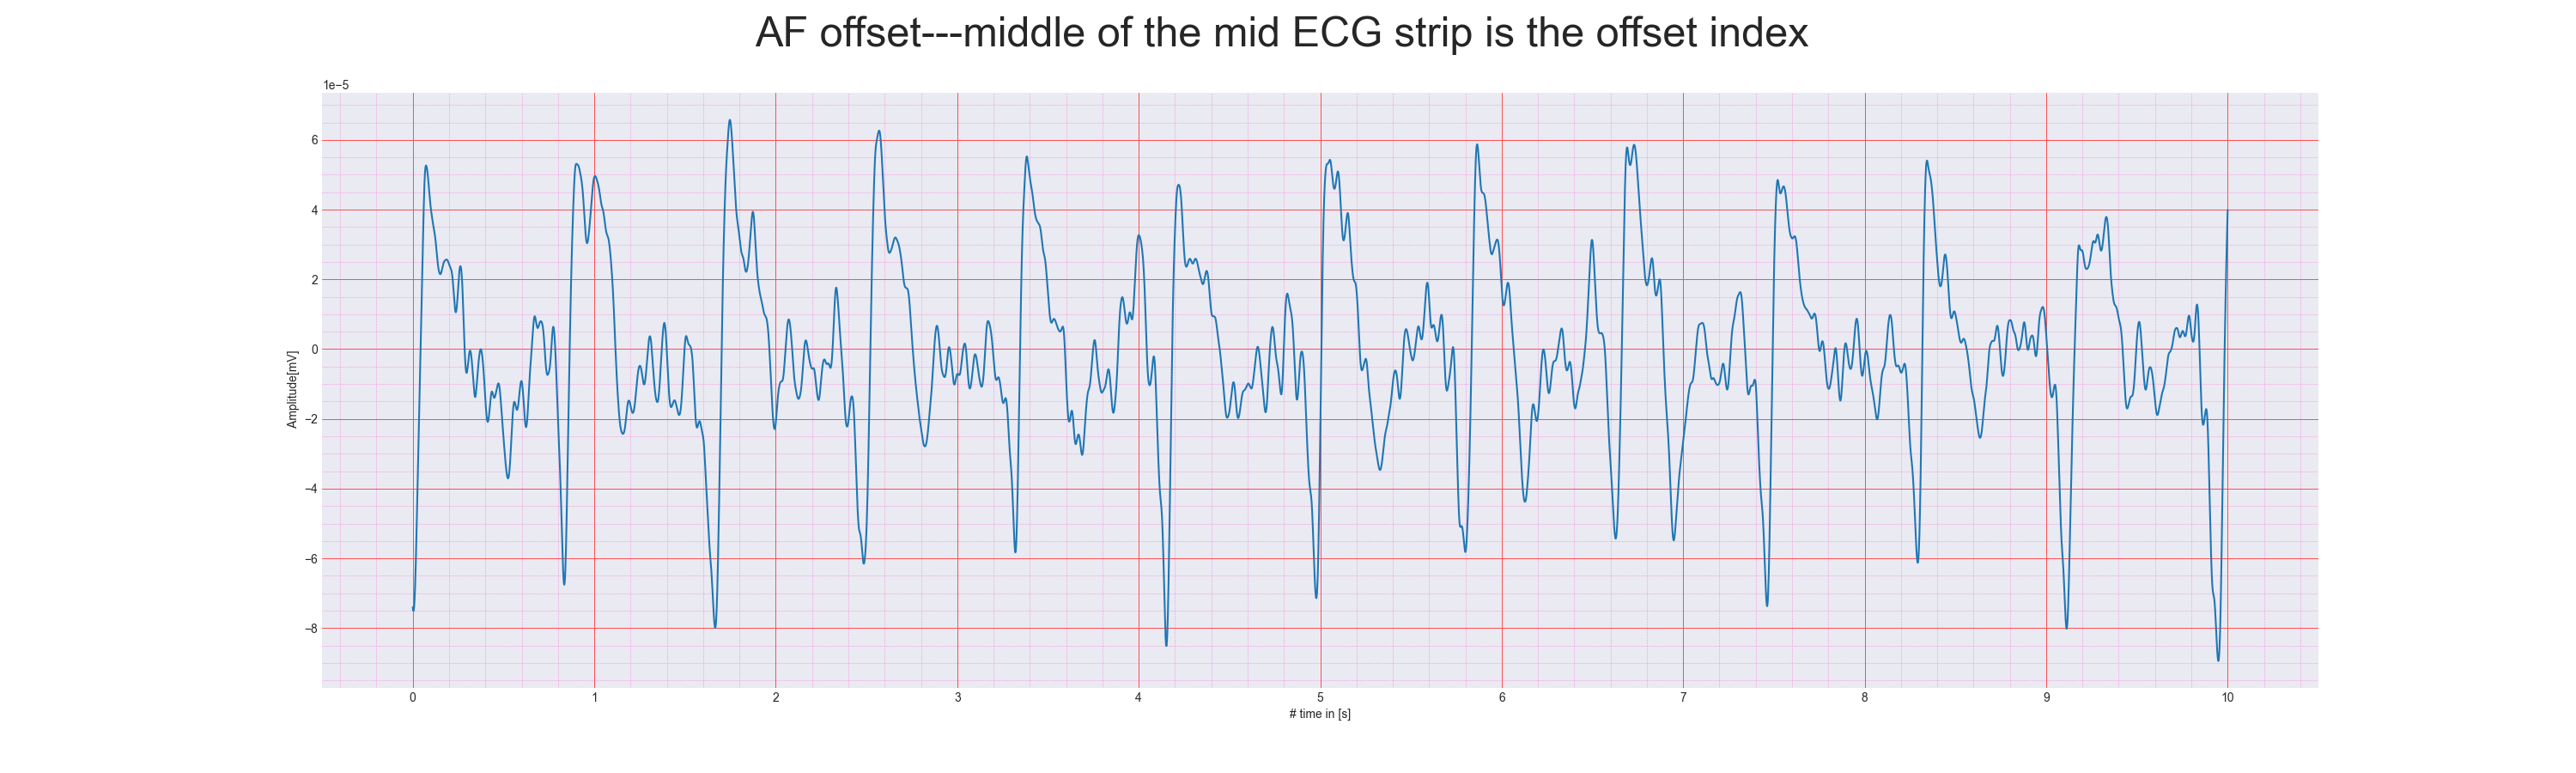 AF offset---middle of the mid ECG strip is the offset index
1e−5
6
4
2
0
−2
−4
−6
−8
Amplitude[mV]
0 1 2 3 4 5 6 7 8 9 10
# time in [s]